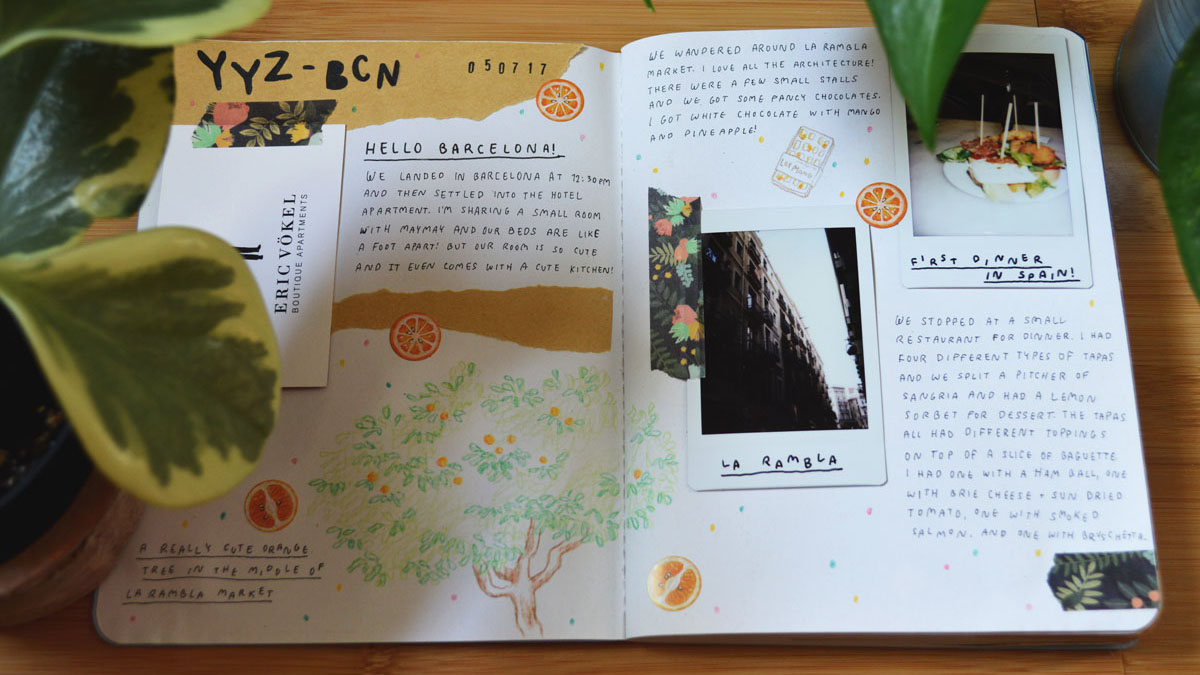 YYZ-BCN
050717
HELLO BARCELONA!
WE LANDED IN BARCELONA AT 12:30PM
AND THEN SETTLED INTO THE HOTEL
APARTMENT. I'M SHARING A SMALL ROOM
WITH MAYMAY AND OUR BEDS ARE LIKE
A FOOT APART! BUT OUR ROOM IS SO CUTE
AND IT EVEN COMES WITH A CUTE KITCHEN!
ERIC VÖKEL
BOUTIQUE APARTMENTS
A REALLY CUTE ORANGE
TREE IN THE MIDDLE OF
LA RAMBLA MARKET
WE WANDERED AROUND LA RAMBLA
MARKET. I LOVE ALL THE ARCHITECTURE!
THERE WERE A FEW SMALL STALLS
AND WE GOT SOME FANCY CHOCOLATES.
I GOT WHITE CHOCOLATE WITH MANGO
AND PINEAPPLE!
LA RAMBLA
FIRST DINNER
IN SPAIN!
WE STOPPED AT A SMALL
RESTAURANT FOR DINNER. I HAD
FOUR DIFFERENT TYPES OF TAPAS
AND WE SPLIT A PITCHER OF
SANGRIA AND HAD A LEMON
SORBET FOR DESSERT. THE TAPAS
ALL HAD DIFFERENT TOPPINGS
ON TOP OF A SLICE OF BAGUETTE
I HAD ONE WITH A HAM BALL, ONE
WITH BRIE CHEESE + SUN DRIED
TOMATO, ONE WITH SMOKED
SALMON. AND ONE WITH BRUSCHETTA.